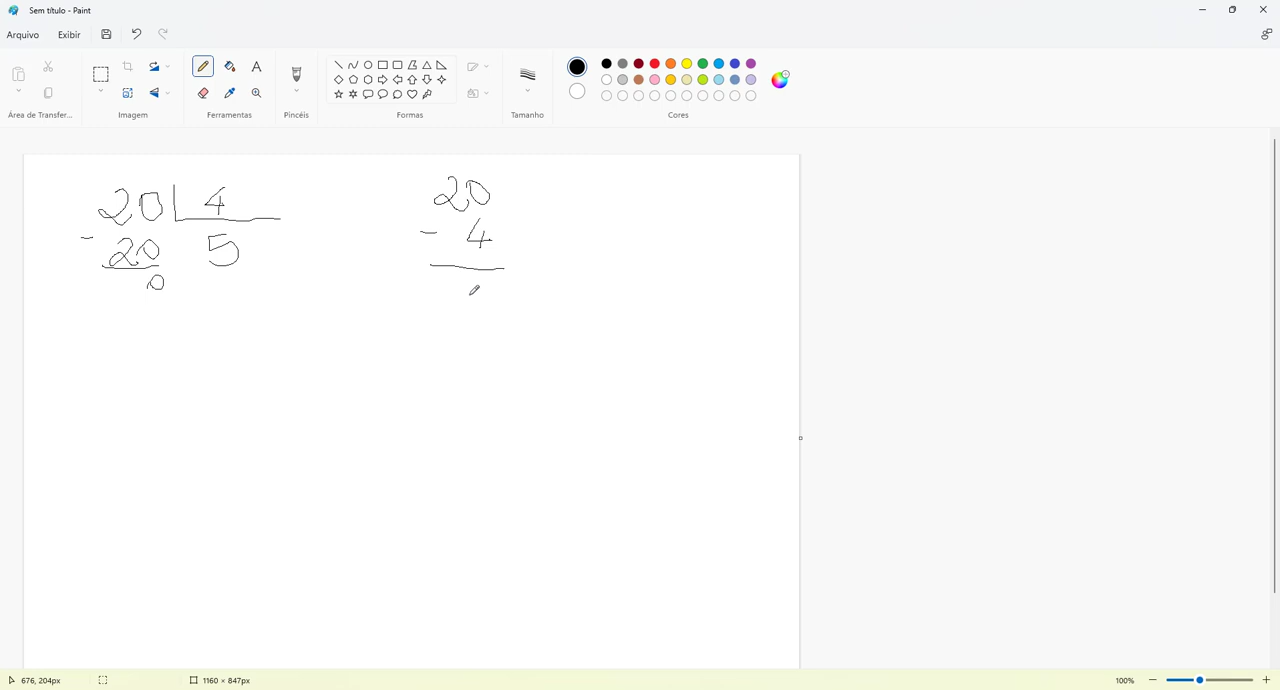 Sem título - Paint
Arquivo Exibir
Área de Transfer... Imagem Ferramentas Pincéis Formas Tamanho Cores
20 4
- 20 5
0
20
- 4
676, 204px 1160 × 847px 100%